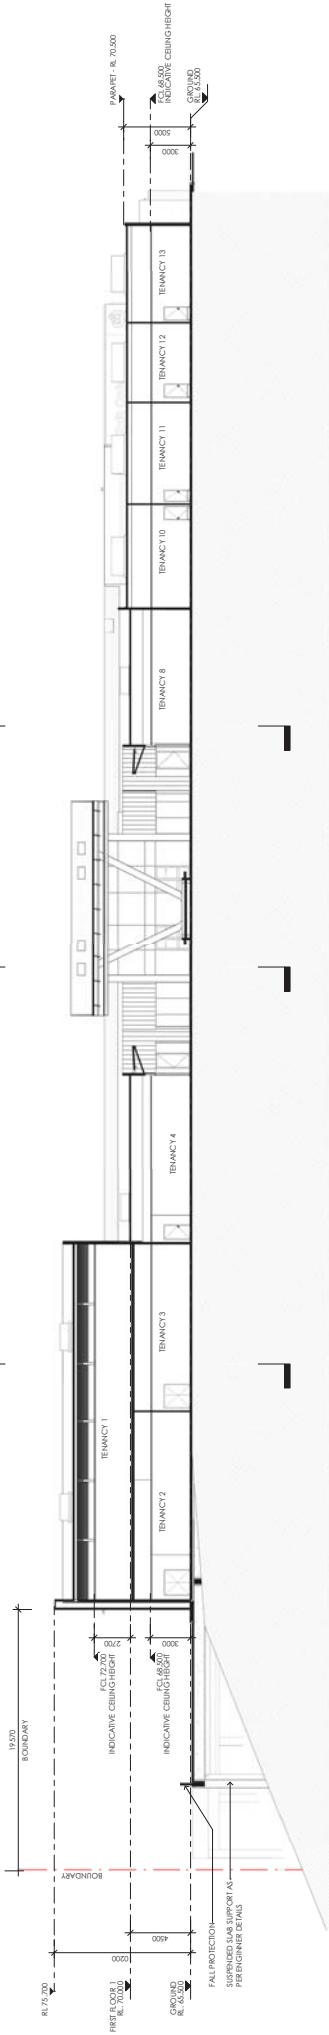 19570
BOUNDARY
BOUNDARY
RL 75.700
FIRST FLOOR 1
RL. 70.000
GROUND
RL. 65.500
4500
FCL 72.700
INDICATIVE CEILING HEIGHT
2700
FCL 68.500
INDICATIVE CEILING HEIGHT
3000
FALL PROTECTION
SUSPENDED SLAB SUPPORT AS
PER ENGINNER DETAILS
TENANCY 1
TENANCY 2
TENANCY 3
TENANCY 4
TENANCY 8
TENANCY 10
TENANCY 11
TENANCY 12
TENANCY 13
PARAPET - RL 70.500
FCL 68.500
INDICATIVE CEILING HEIGHT
GROUND
RL. 65.500
5000
3000